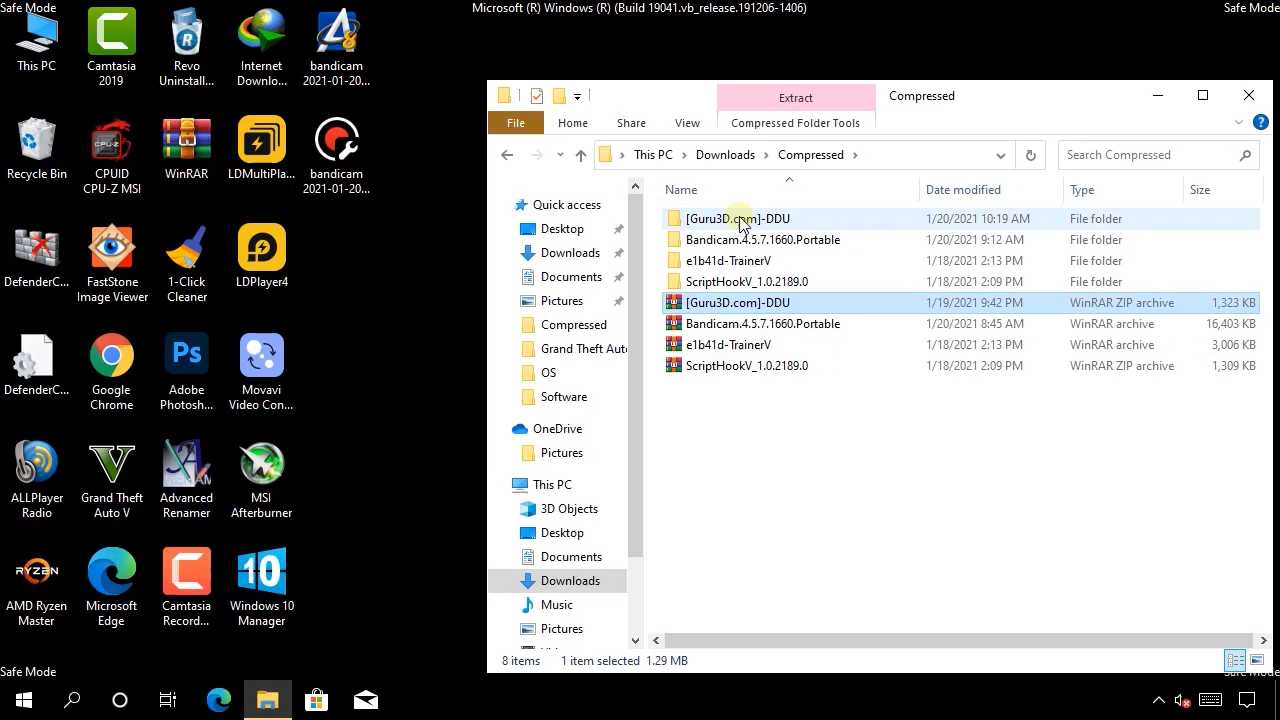 Safe Mode
Microsoft (R) Windows (R) (Build 19041.vb_release.191206-1406)
Safe Mode
This PC
Camtasia 2019
Revo Uninstall...
Internet Downlo...
bandicam 2021-01-20...
Recycle Bin
CPUID CPU-Z MSI
WinRAR
LDMultiPla...
bandicam 2021-01-20...
DefenderC...
FastStone Image Viewer
1-Click Cleaner
LDPlayer4
DefenderC...
Google Chrome
Adobe Photosh...
Movavi Video Con...
ALLPlayer Radio
Grand Theft Auto V
Advanced Renamer
MSI Afterburner
RYZEN
AMD Ryzen Master
Microsoft Edge
Camtasia Record...
Windows 10 Manager
Extract
Compressed
File
Home
Share
View
Compressed Folder Tools
This PC
Downloads
Compressed
Search Compressed
Name
Date modified
Type
Size
Quick access
Desktop
Downloads
Documents
Pictures
Compressed
Grand Theft Aut
OS
Software
OneDrive
Pictures
This PC
3D Objects
Desktop
Documents
Downloads
Music
Pictures
[Guru3D.com]-DDU 1/20/2021 10:19 AM File folder
Bandicam.4.5.7.1660.Portable 1/20/2021 9:12 AM File folder
e1b41d-TrainerV 1/18/2021 2:13 PM File folder
ScriptHookV_1.0.2189.0 1/18/2021 2:09 PM File folder
[Guru3D.com]-DDU 1/19/2021 9:42 PM WinRAR ZIP archive 1,323 KB
Bandicam.4.5.7.1660.Portable 1/20/2021 8:45 AM WinRAR archive 16,403 KB
e1b41d-TrainerV 1/18/2021 2:13 PM WinRAR archive 3,006 KB
ScriptHookV_1.0.2189.0 1/18/2021 2:09 PM WinRAR ZIP archive 1,309 KB
8 items 1 item selected 1.29 MB
Safe Mode
Safe Mode